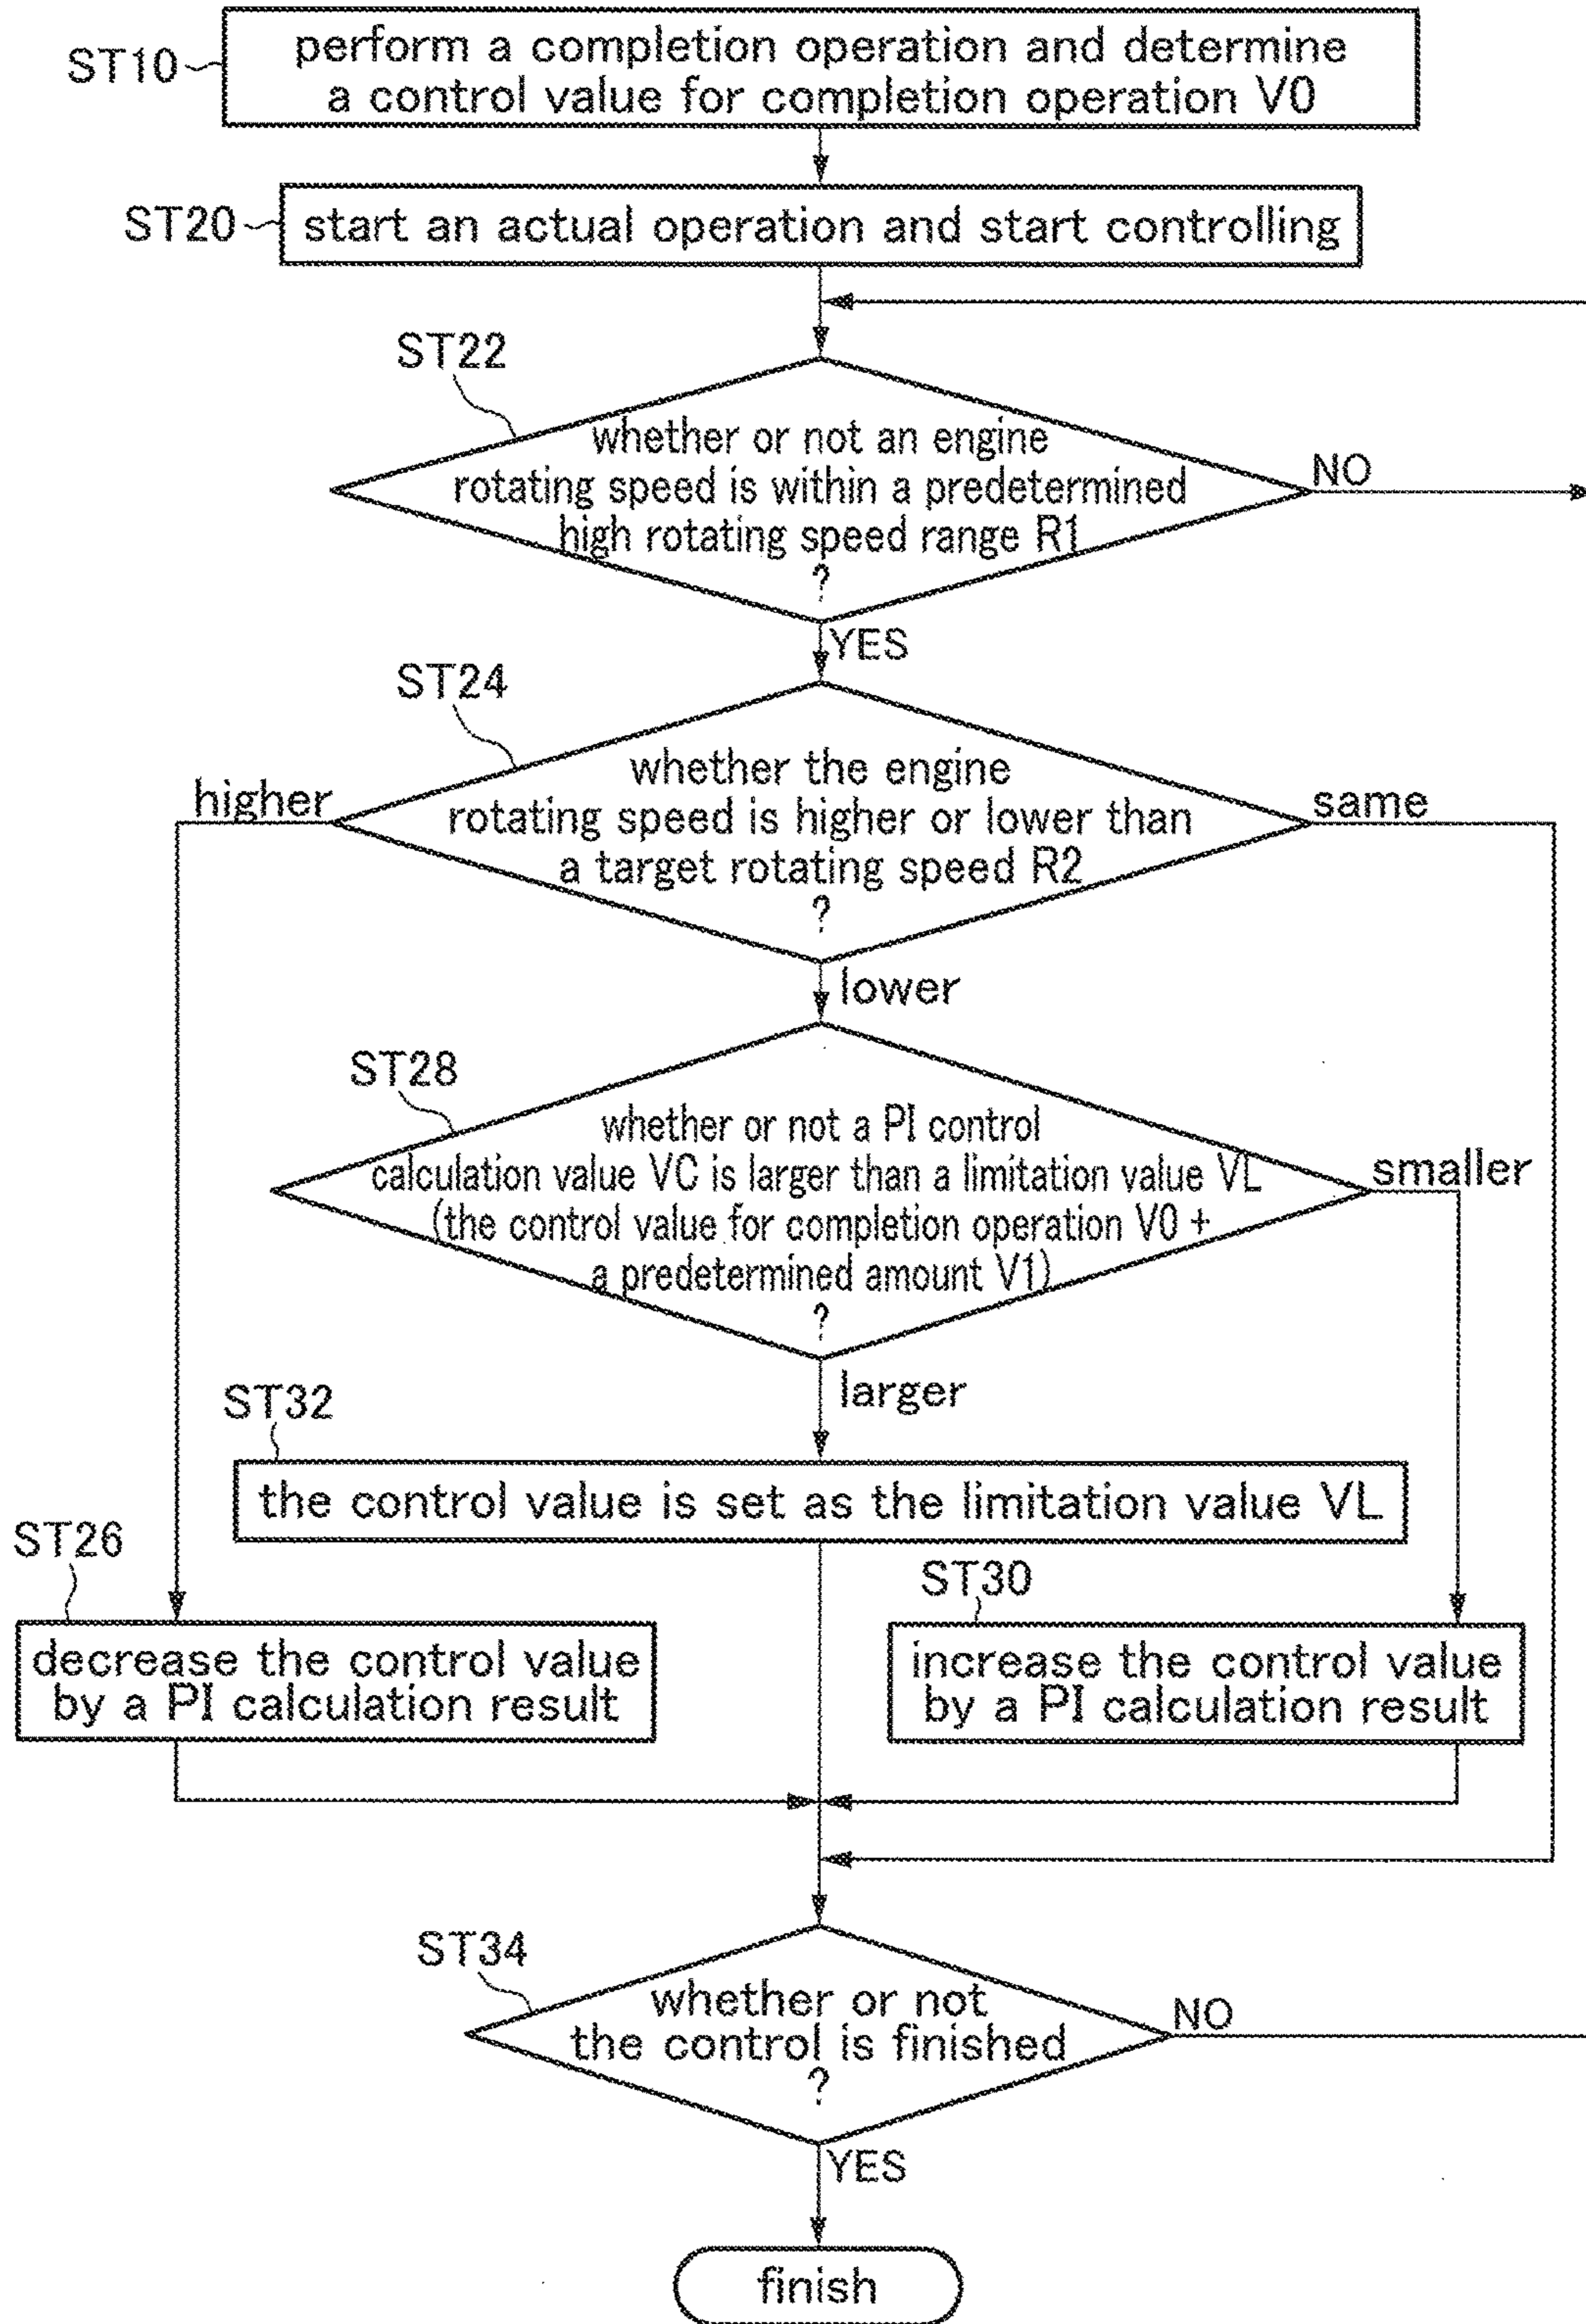 ST10
perform a completion operation and determine
a control value for completion operation V0
ST20
start an actual operation and start controlling
ST22
whether or not an engine
rotating speed is within a predetermined
high rotating speed range R1
?
NO
YES
ST24
whether the engine
rotating speed is higher or lower than
a target rotating speed R2
?
higher
same
lower
ST28
whether or not a PI control
calculation value VC is larger than a limitation value VL
(the control value for completion operation V0 +
a predetermined amount V1)
?
smaller
larger
ST32
the control value is set as the limitation value VL
ST26
decrease the control value
by a PI calculation result
ST30
increase the control value
by a PI calculation result
ST34
whether or not
the control is finished
?
NO
YES
finish